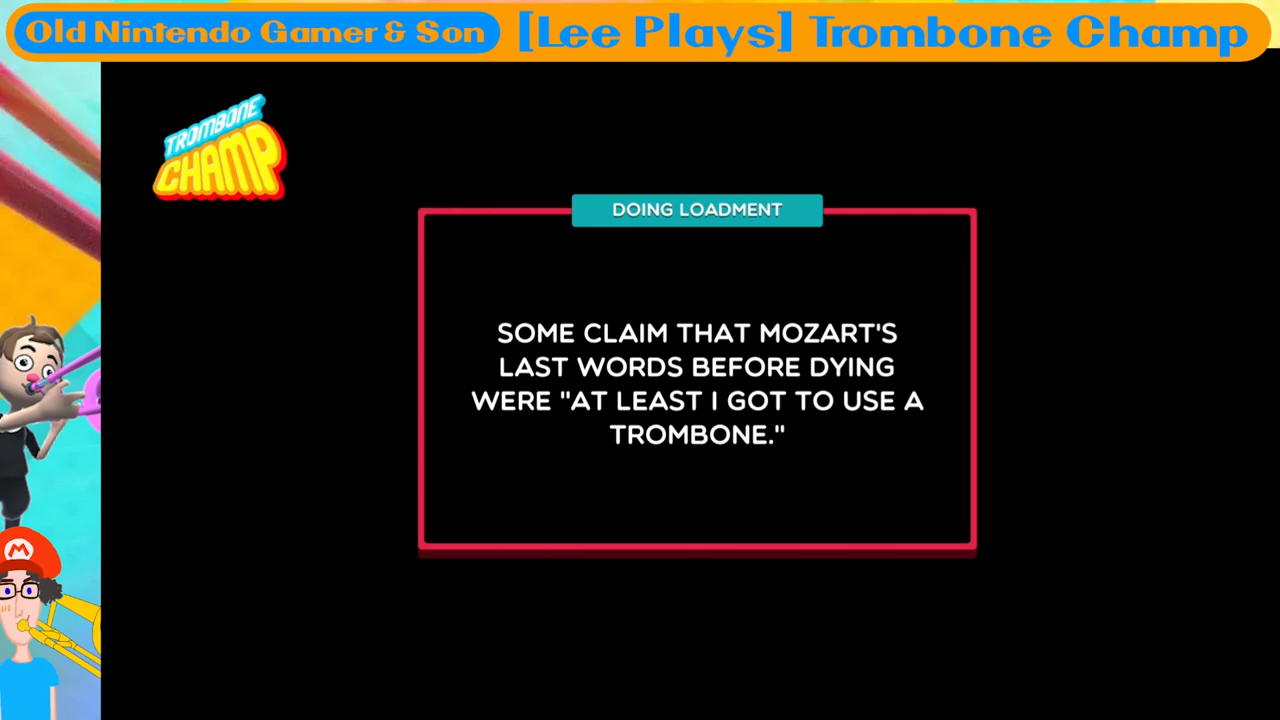 Old Nintendo Gamer & Son [Lee Plays] Trombone Champ
TROMBONE
CHAMP
DOING LOADMENT
SOME CLAIM THAT MOZART'S
LAST WORDS BEFORE DYING
WERE "AT LEAST I GOT TO USE A
TROMBONE."
M